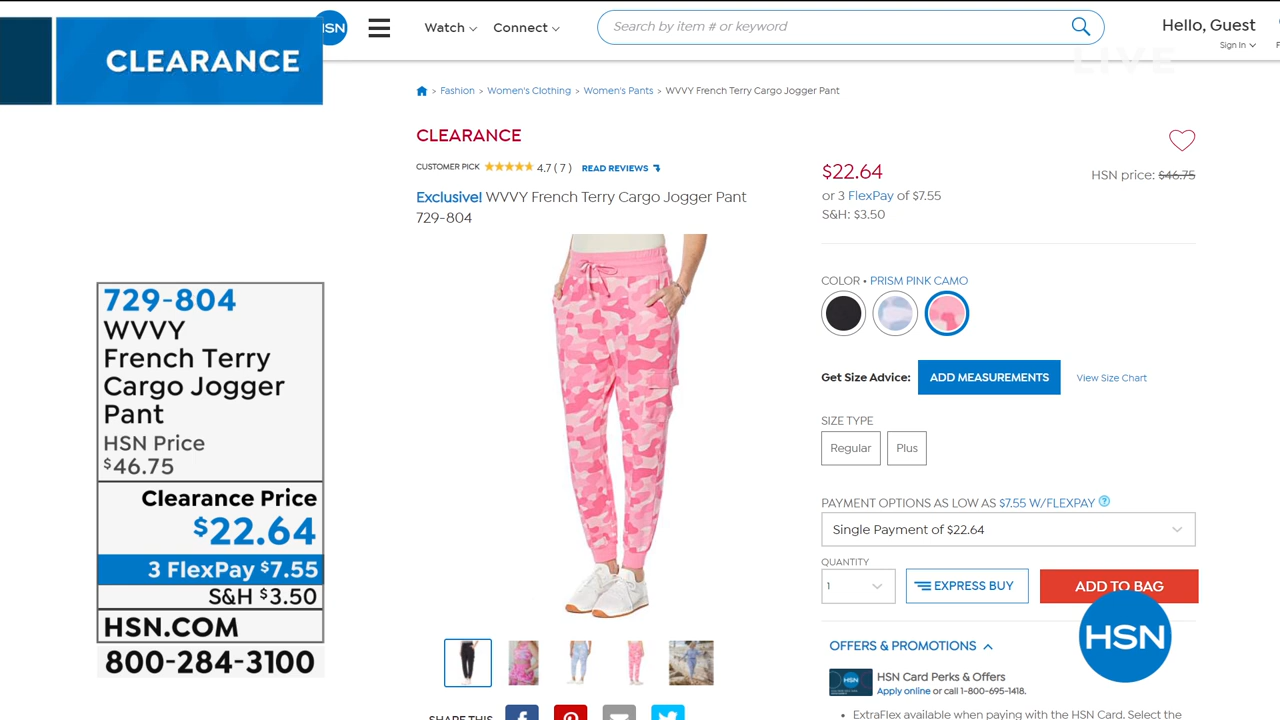 CLEARANCE
HSN
Watch
Connect
Search by item # or keyword
Hello, Guest
Sign In
LIVE
Fashion > Women's Clothing > Women's Pants > WVVY French Terry Cargo Jogger Pant
CLEARANCE
CUSTOMER PICK 4.7 ( 7 ) READ REVIEWS
Exclusive! WVVY French Terry Cargo Jogger Pant
729-804
$22.64
HSN price: $46.75
or 3 FlexPay of $7.55
S&H: $3.50
COLOR • PRISM PINK CAMO
Get Size Advice: ADD MEASUREMENTS View Size Chart
SIZE TYPE
Regular Plus
PAYMENT OPTIONS AS LOW AS $7.55 W/FLEXPAY ?
Single Payment of $22.64
QUANTITY
1
EXPRESS BUY
ADD TO BAG
HSN
OFFERS & PROMOTIONS
HSN
HSN Card Perks & Offers
Apply online or call 1-800-695-1418.
• ExtraFlex available when paying with the HSN Card. Select the
SHARE THIS
729-804
WVVY
French Terry
Cargo Jogger
Pant
HSN Price
$46.75
Clearance Price
$22.64
3 FlexPay $7.55
S&H $3.50
HSN.COM
800-284-3100